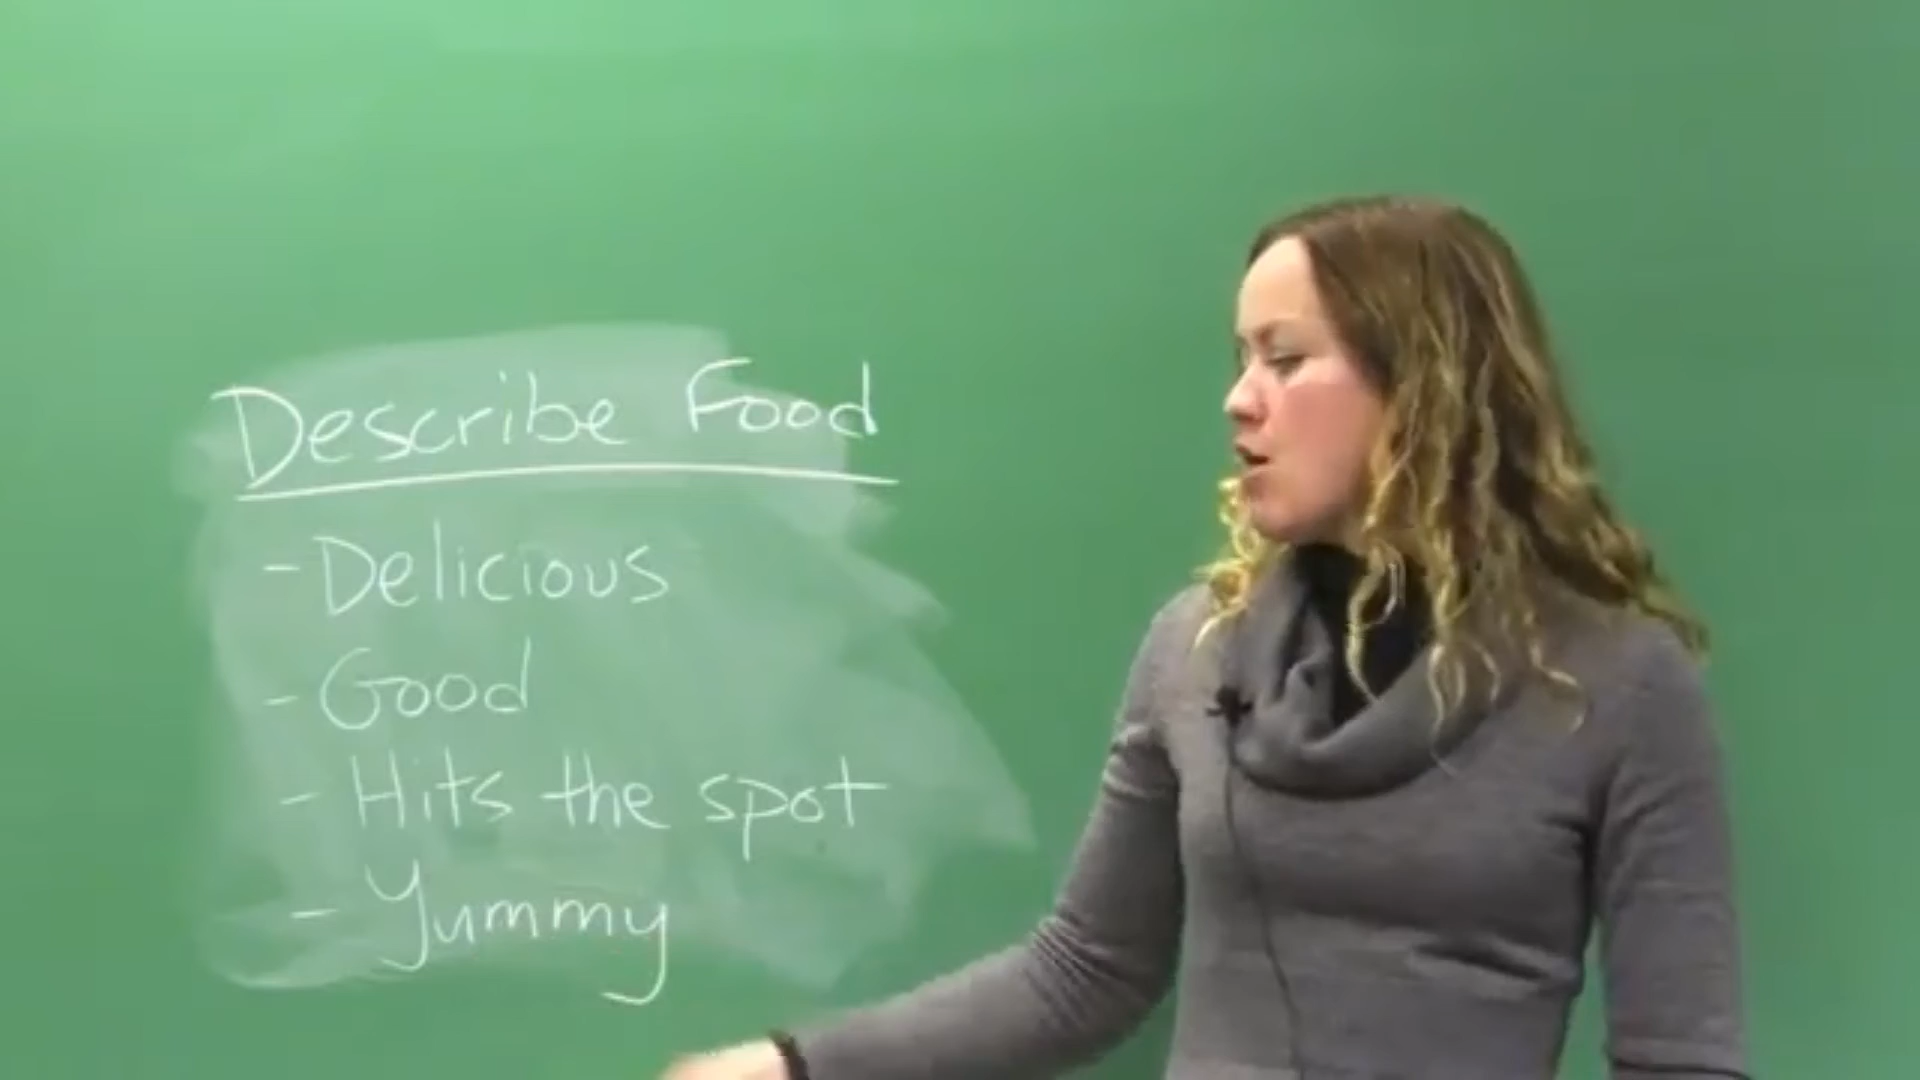 Describe Food
- Delicious
- Good
- Hits the spot
- Yummy